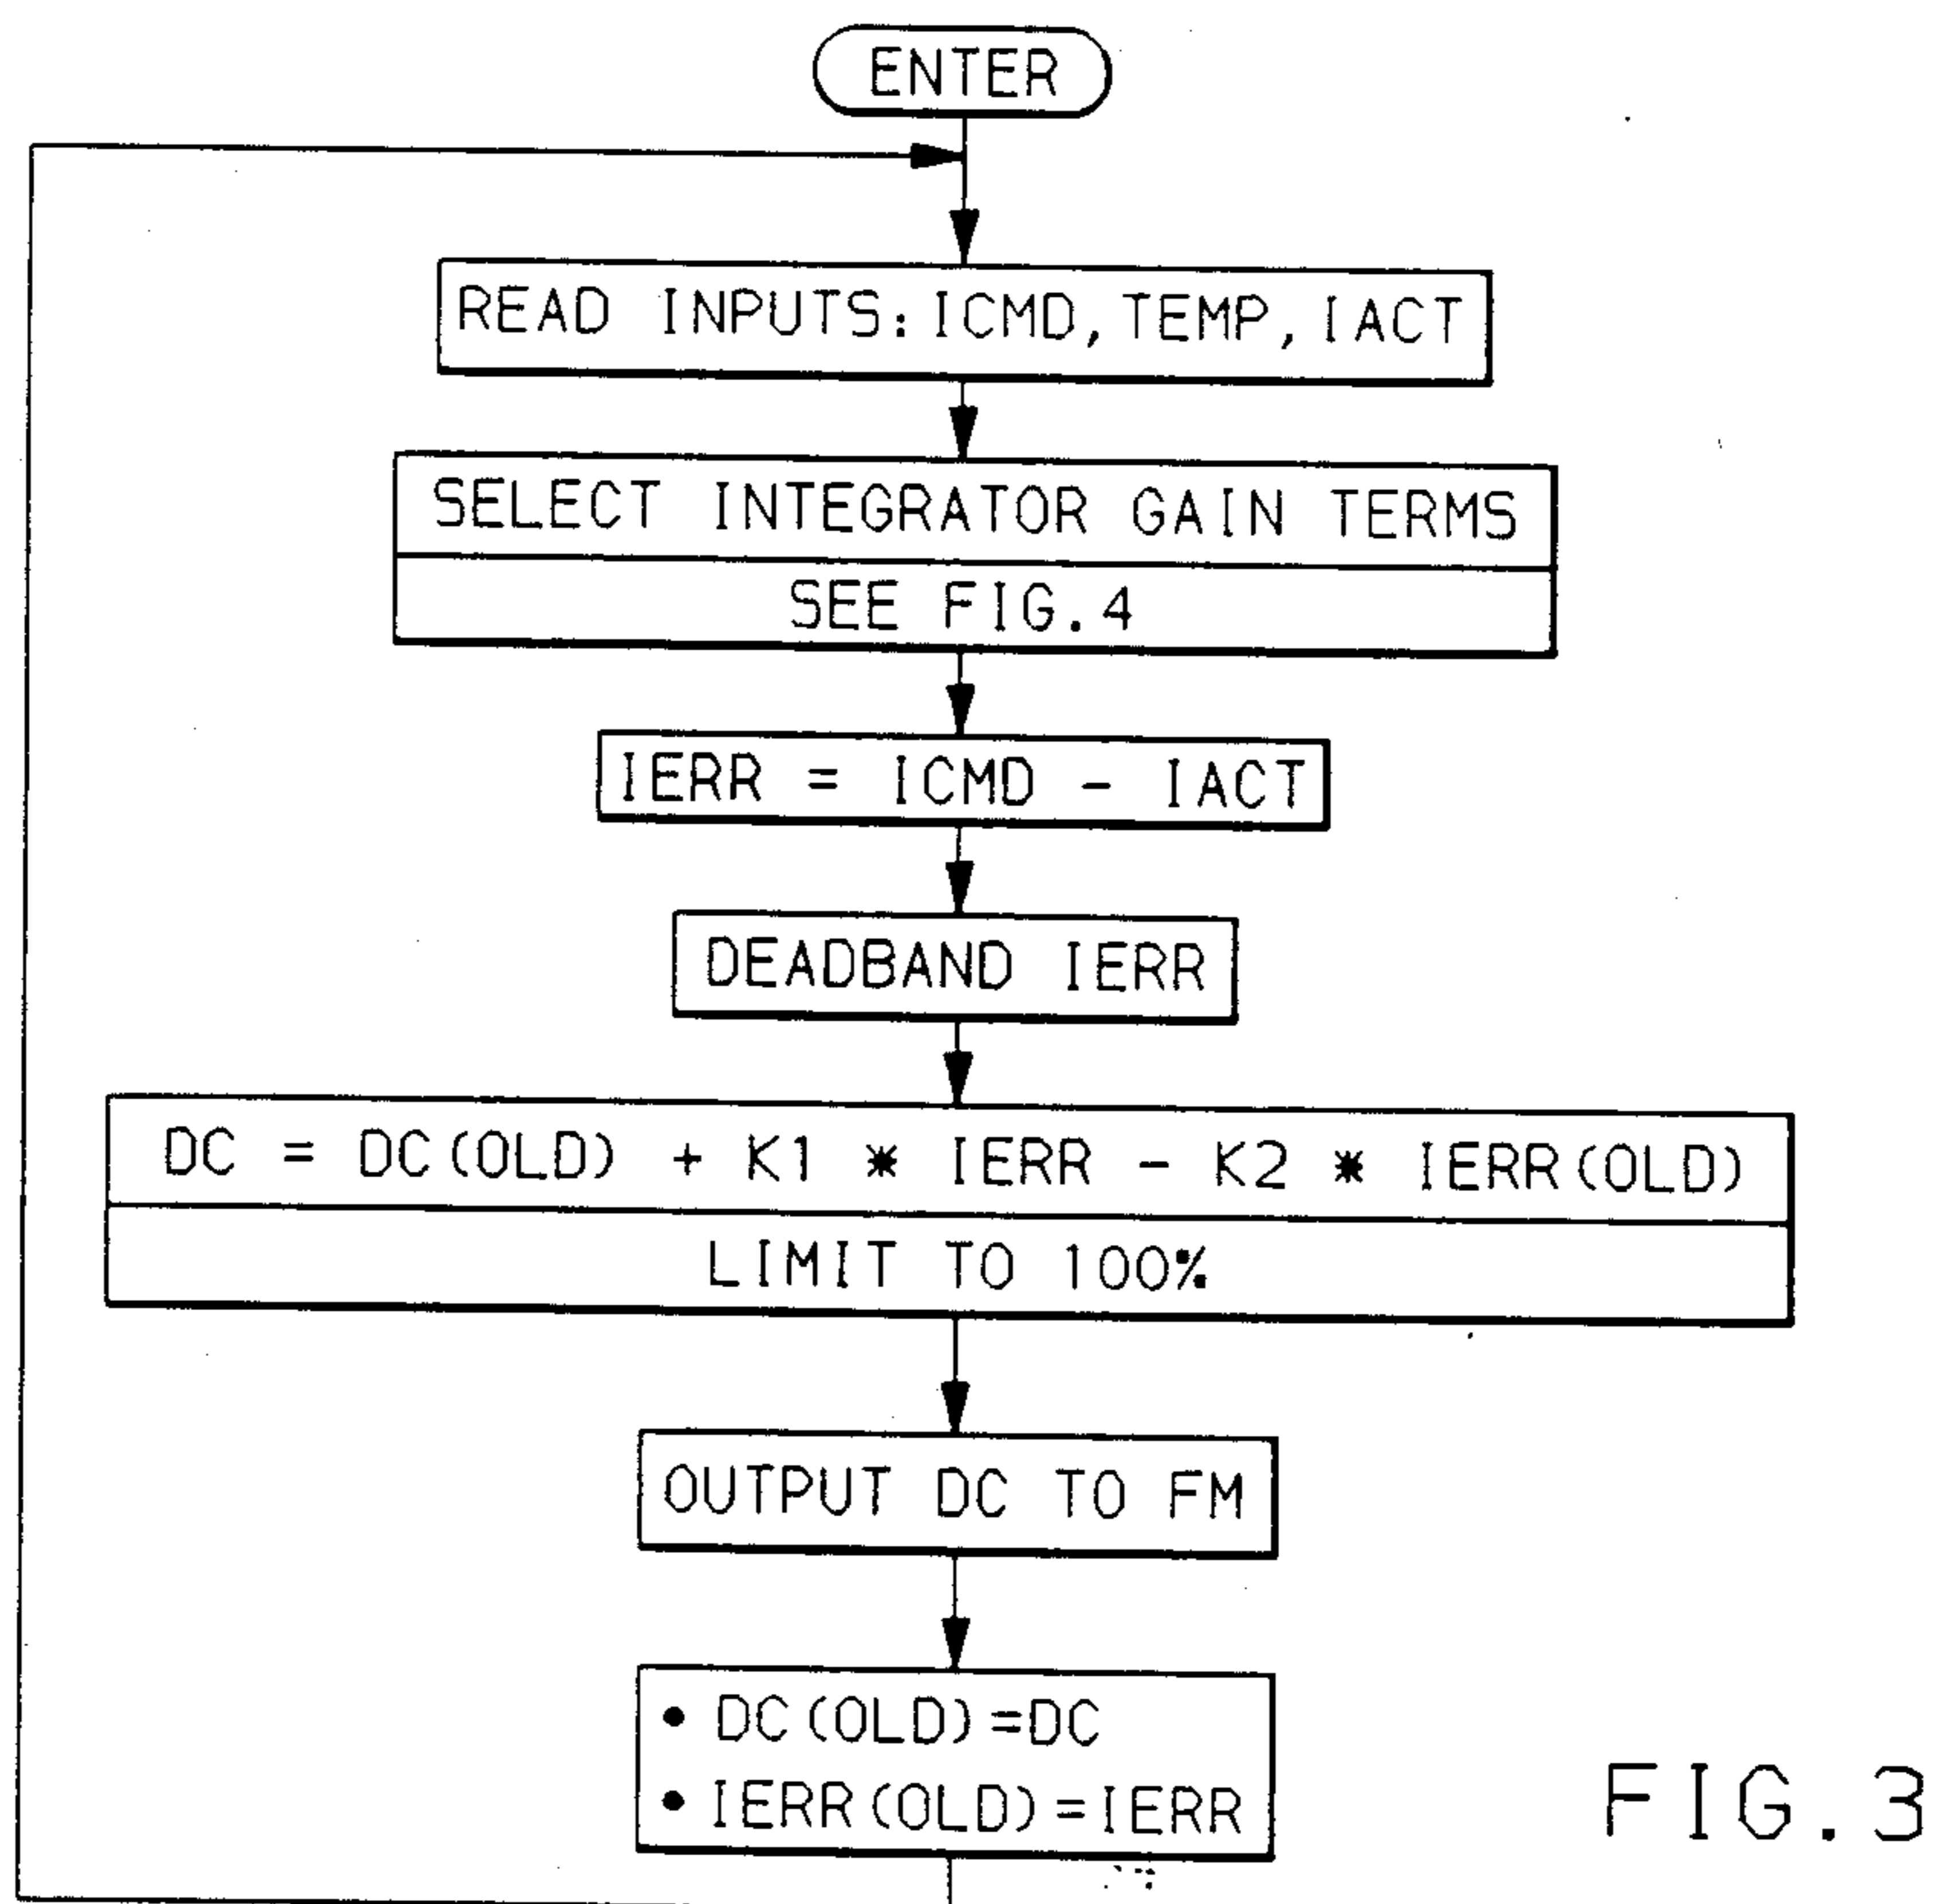 ENTER
READ INPUTS: ICMD, TEMP, IACT
SELECT INTEGRATOR GAIN TERMS
SEE FIG. 4
IERR = ICMD - IACT
DEADBAND IERR
DC = DC(OLD) + K1 * IERR - K2 * IERR(OLD)
LIMIT TO 100%
OUTPUT DC TO FM
• DC(OLD)=DC
• IERR(OLD)=IERR
FIG. 3